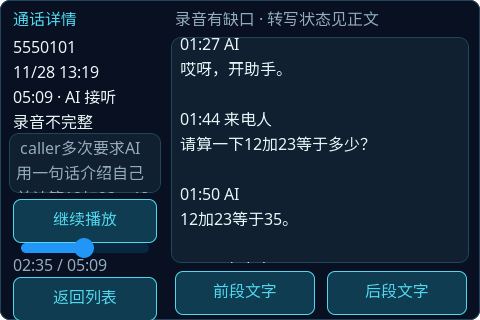 通话详情
5550101
11/28 13:19
05:09 · AI 接听
录音不完整
caller多次要求AI
用一句话介绍自己
继续播放
02:35 / 05:09
返回列表
录音有缺口 · 转写状态见正文
01:27 AI
哎呀，开助手。
01:44 来电人
请算一下12加23等于多少？
01:50 AI
12加23等于35。
前段文字
后段文字